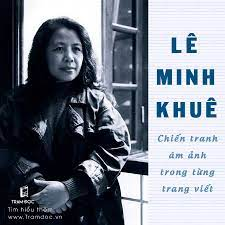 LÊ
MINH
KHUÊ
Chiến tranh
ám ảnh
trong từng
trang viết
TRẠM ĐỌC
Tìm hiểu thêm
www.Tramdoc.vn